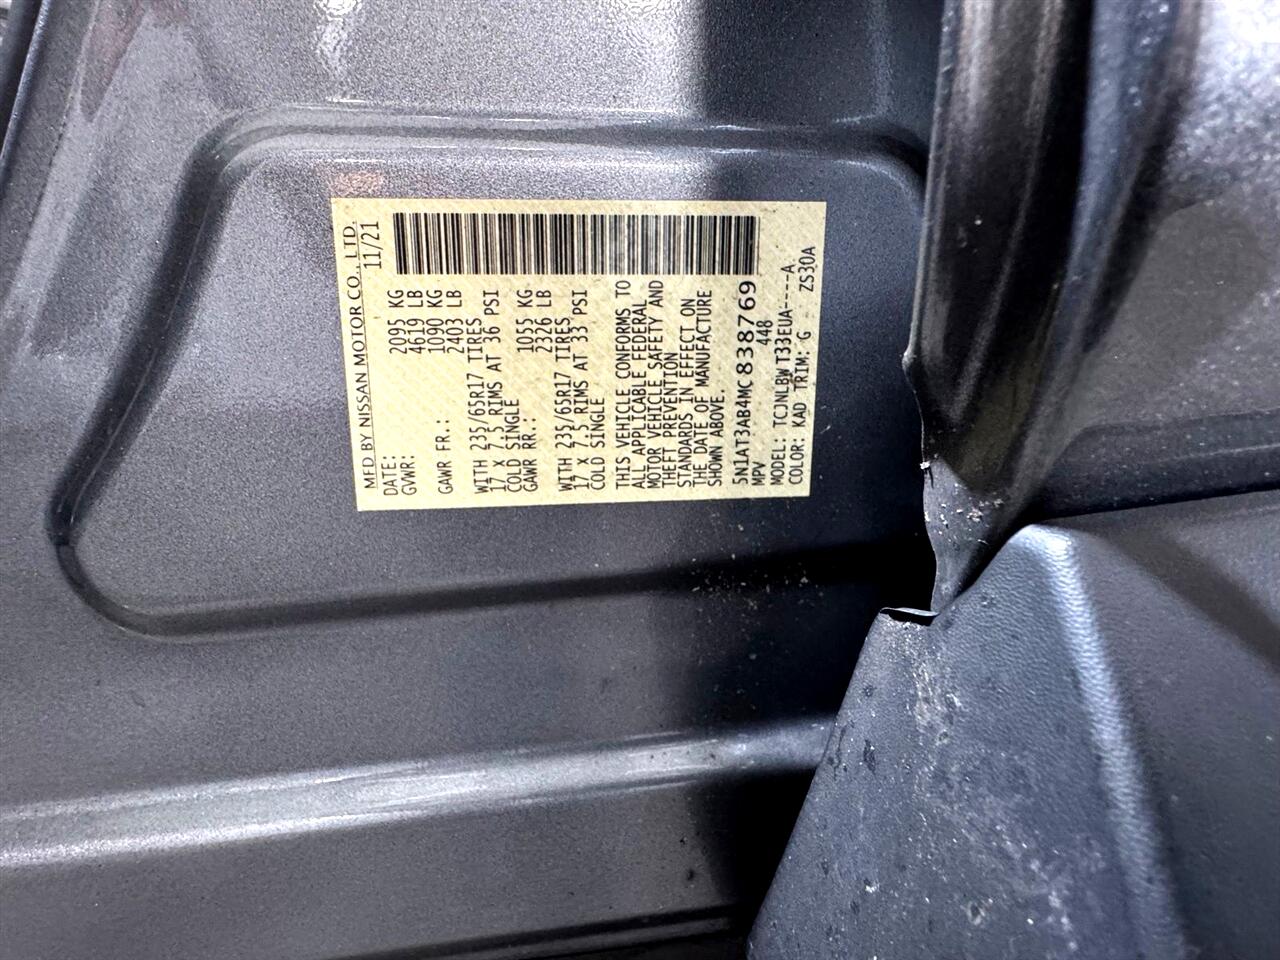 MFD BY NISSAN MOTOR CO., LTD.
DATE: 11/21
GVWR: 2095 KG
4619 LB
GAWR FR.: 1090 KG
2403 LB
WITH 235/65R17 TIRES
17 x 7.5 RIMS AT 36 PSI
COLD SINGLE
GAWR RR.: 1055 KG
2326 LB
WITH 235/65R17 TIRES
17 x 7.5 RIMS AT 33 PSI
COLD SINGLE
THIS VEHICLE CONFORMS TO
ALL APPLICABLE FEDERAL
MOTOR VEHICLE SAFETY AND
THEFT PREVENTION
STANDARDS IN EFFECT ON
THE DATE OF MANUFACTURE
SHOWN ABOVE.
5N1AT3AB4MC838769
MPV 448
MODEL: TCJNLBW T33EUA----A
COLOR: KAD TRIM: G ZS30A